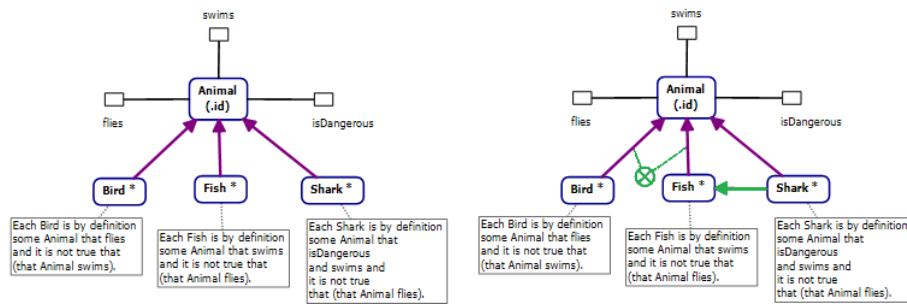 swims
Animal
(.id)
flies
isDangerous
Bird *
Fish *
Shark *
Each Bird is by definition
some Animal that flies
and it is not true that
(that Animal swims).
Each Fish is by definition
some Animal that swims
and it is not true that
(that Animal flies).
Each Shark is by definition
some Animal that
isDangerous
and swims and
it is not true
that (that Animal flies).
swims
Animal
(.id)
flies
isDangerous
Bird *
Fish *
Shark *
Each Bird is by definition
some Animal that flies
and it is not true that
(that Animal swims).
Each Fish is by definition
some Animal that swims
and it is not true that
(that Animal flies).
Each Shark is by definition
some Animal that
isDangerous
and swims and
it is not true
that (that Animal flies).